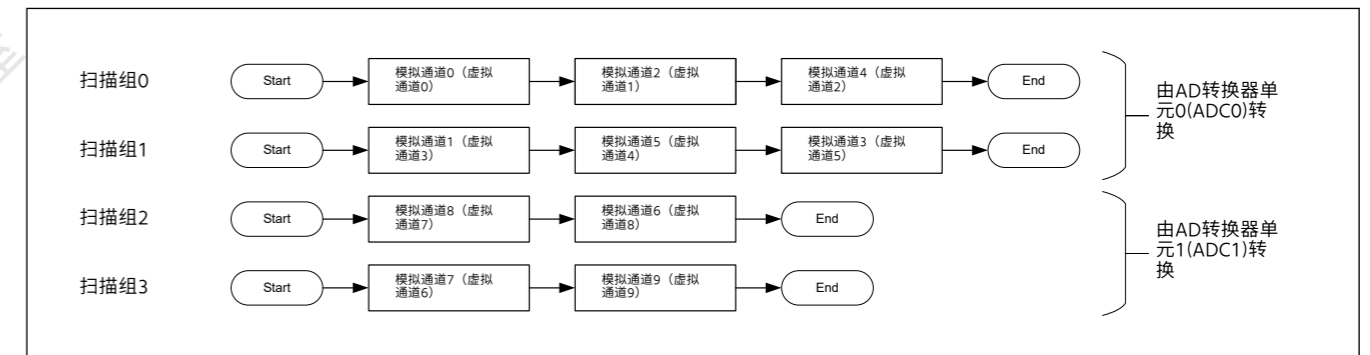 扫描组0
Start
模拟通道0（虚拟
通道0）
模拟通道2（虚拟
通道1）
模拟通道4（虚拟
通道2）
End
扫描组1
Start
模拟通道1（虚拟
通道3）
模拟通道5（虚拟
通道4）
模拟通道3（虚拟
通道5）
End
由AD转换器单
元0(ADC0)转
换
扫描组2
Start
模拟通道8（虚拟
通道7）
模拟通道6（虚拟
通道8）
End
扫描组3
Start
模拟通道7（虚拟
通道6）
模拟通道9（虚拟
通道9）
End
由AD转换器单
元1(ADC1)转
换